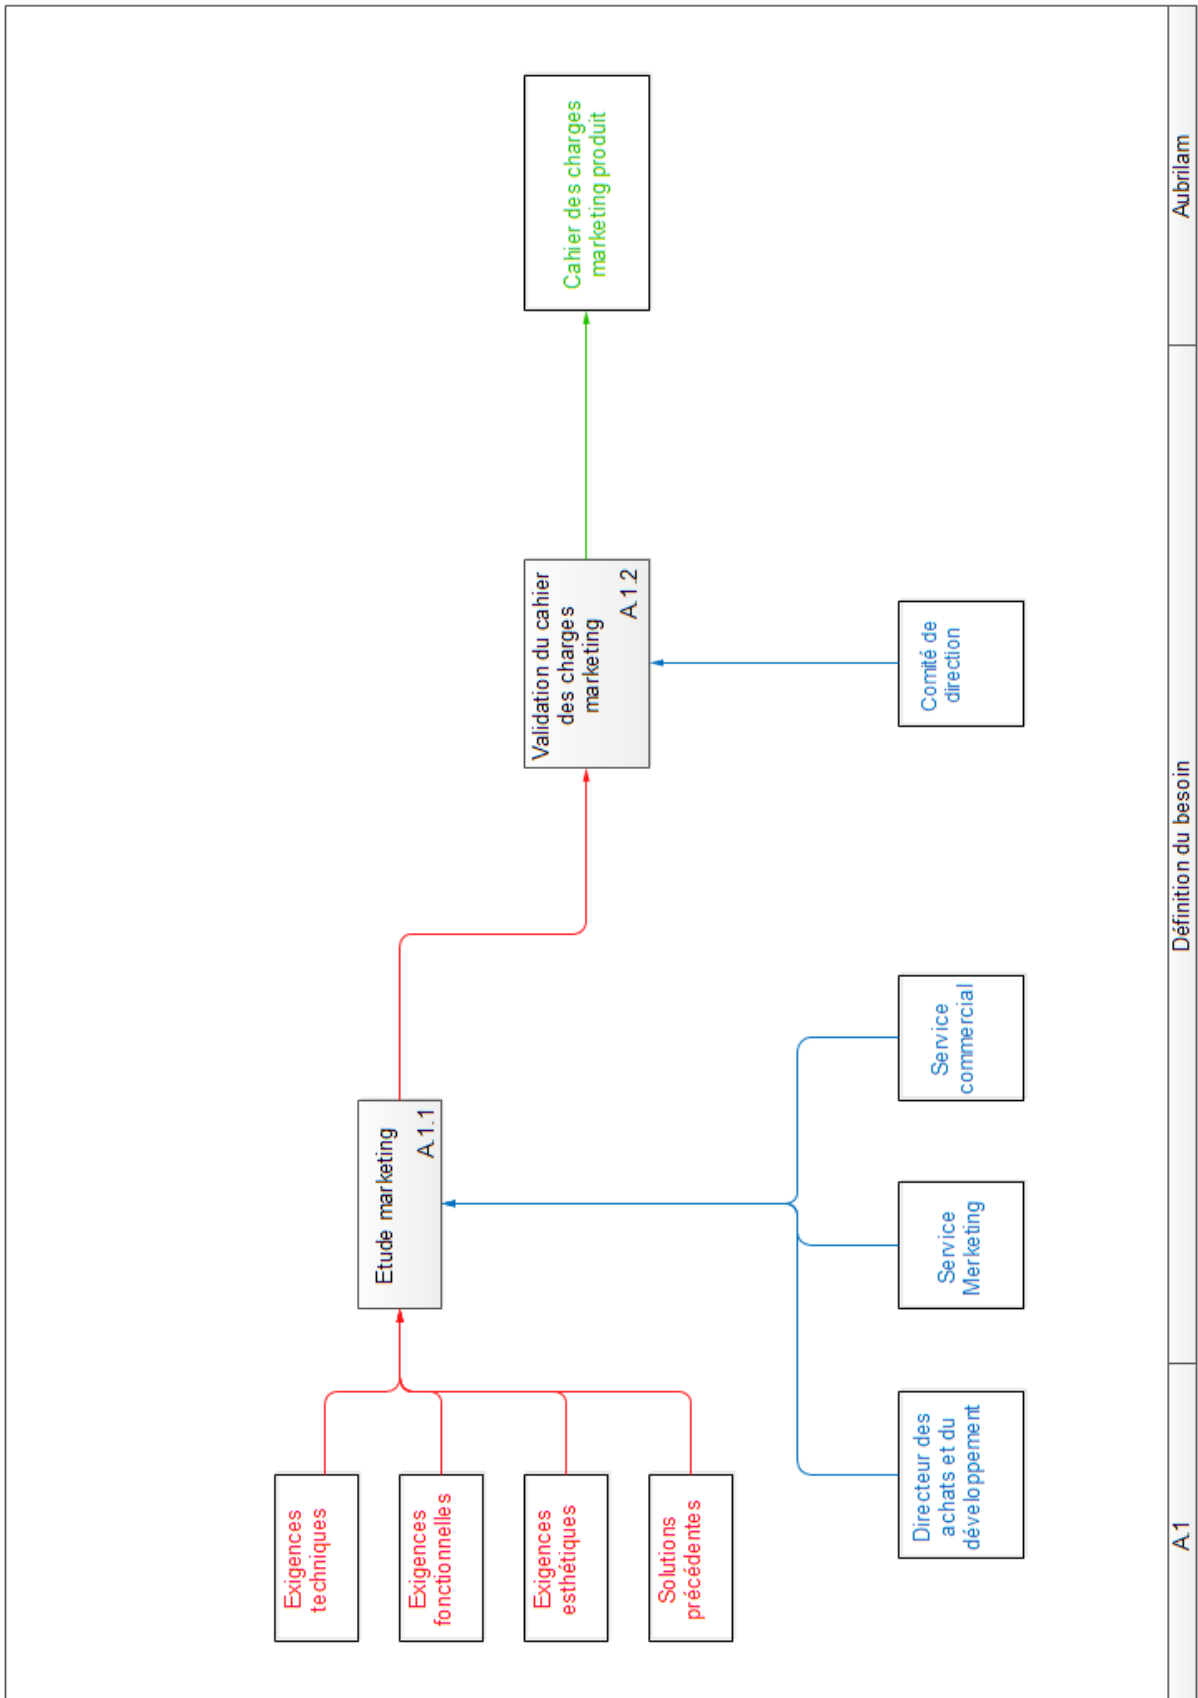 Exigences
techniques
Exigences
fonctionnelles
Exigences
esthétiques
Solutions
précédentes
Etude marketing
A.1.1
Validation du cahier
des charges
marketing
A.1.2
Cahier des charges
marketing produit
Directeur des
achats et du
développement
Service
Merketing
Service
commercial
Comité de
direction
A.1
Définition du besoin
Aubrilam